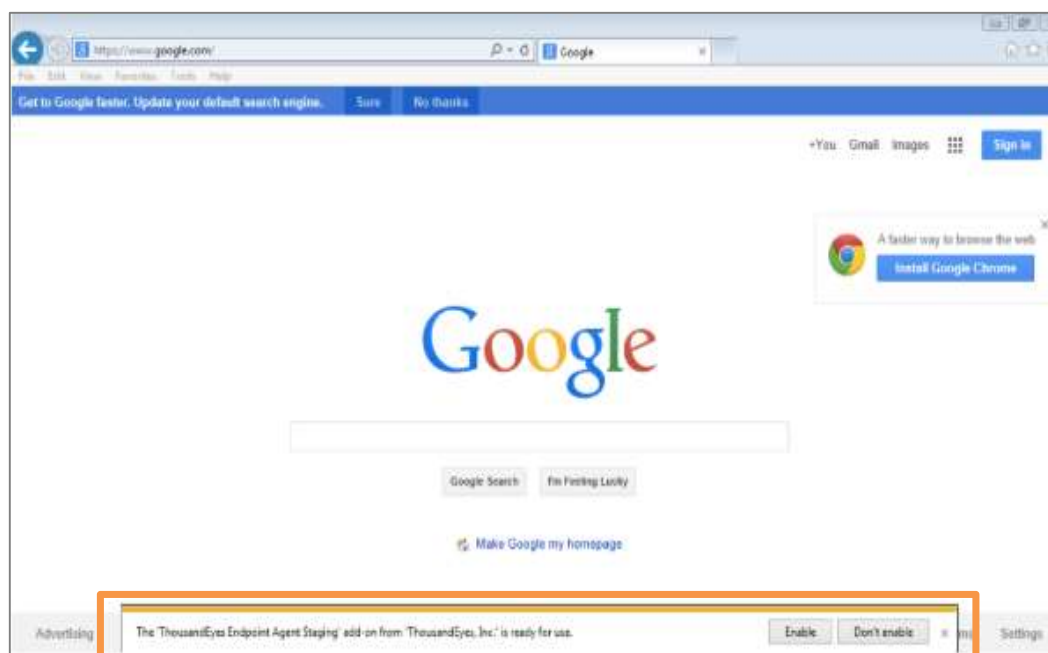 https://www.google.com/
Google
File Edit View Favorites Tools Help
Get to Google faster. Update your default search engine. Sure No thanks
+You Gmail Images Sign in
A faster way to browse the web
Install Google Chrome
Google
Google Search I'm Feeling Lucky
Make Google my homepage
Advertising
The 'ThousandEyes Endpoint Agent Staging' add-on from 'ThousandEyes, Inc.' is ready for use. Enable Don't enable
Settings